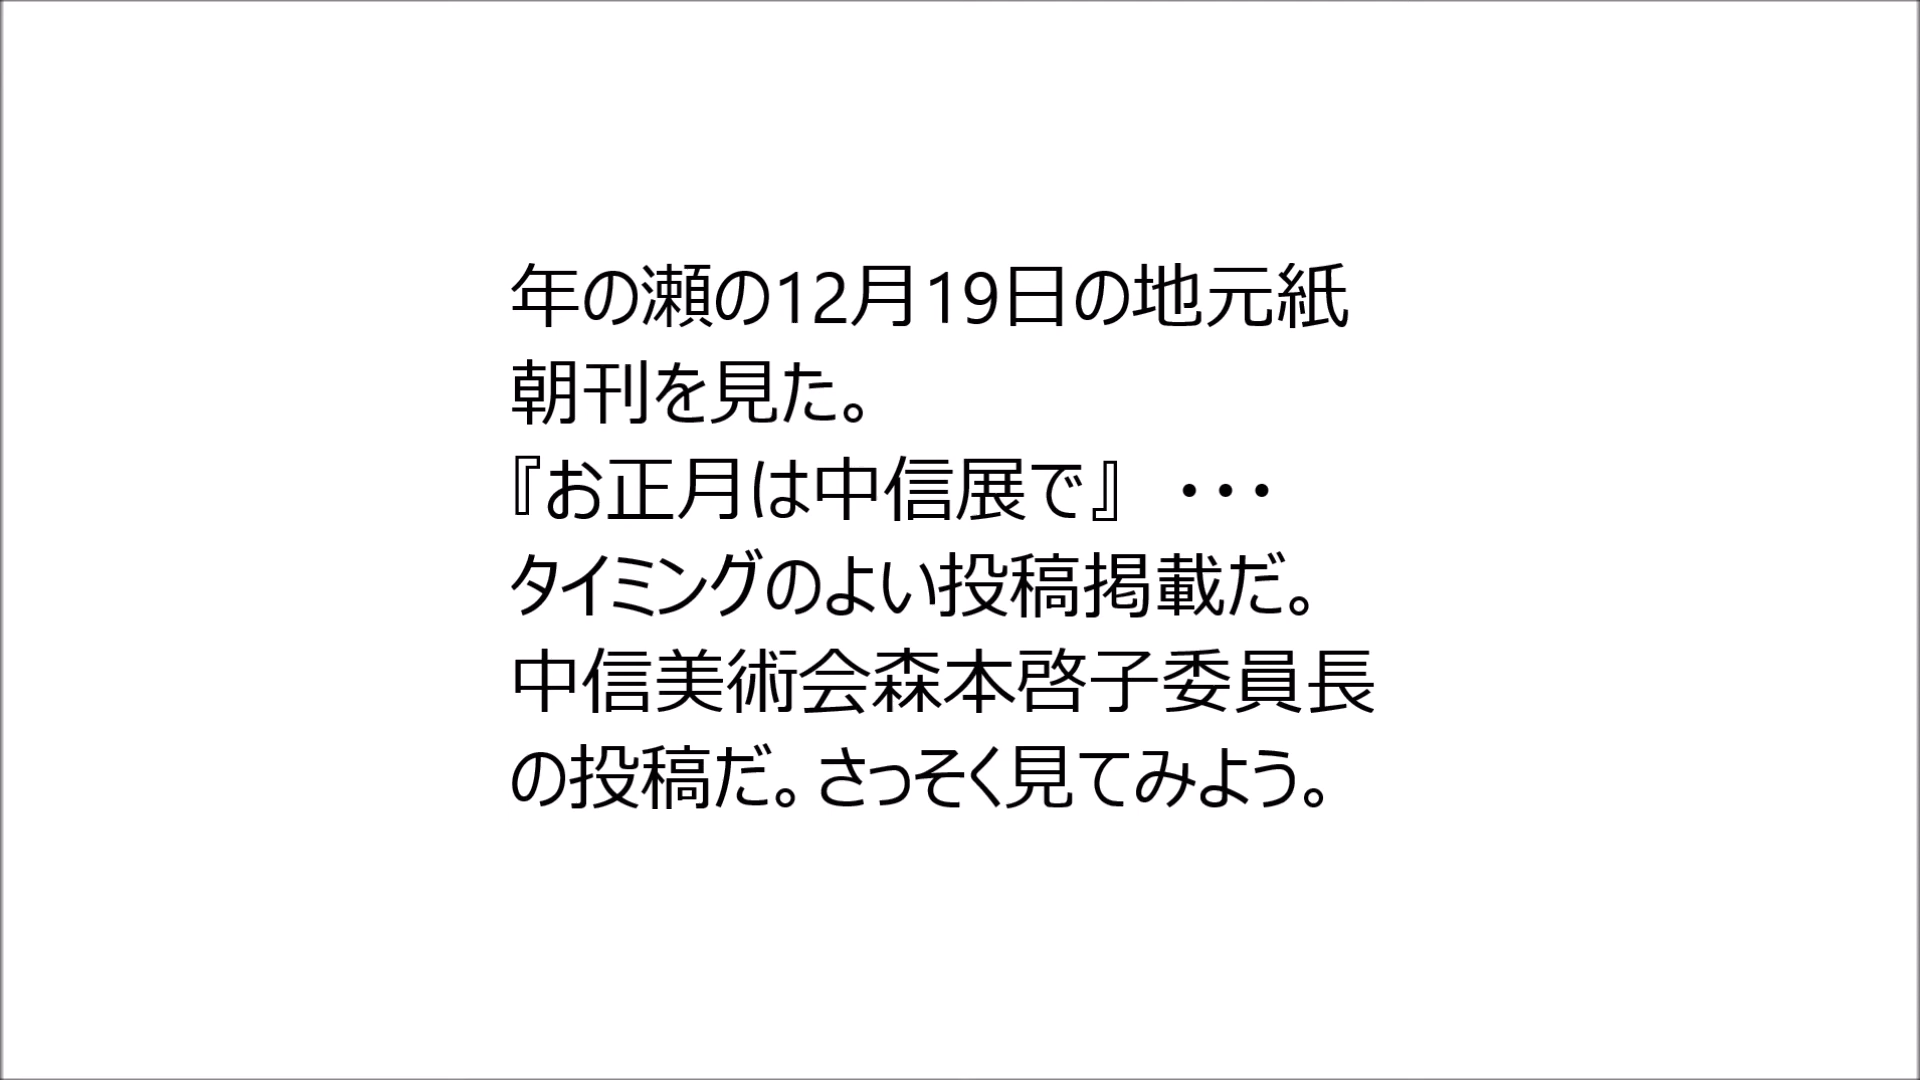 年の瀬の12月19日の地元紙
朝刊を見た。
『お正月は中信展で』　・・・
タイミングのよい投稿掲載だ。
中信美術会森本啓子委員長
の投稿だ。さっそく見てみよう。